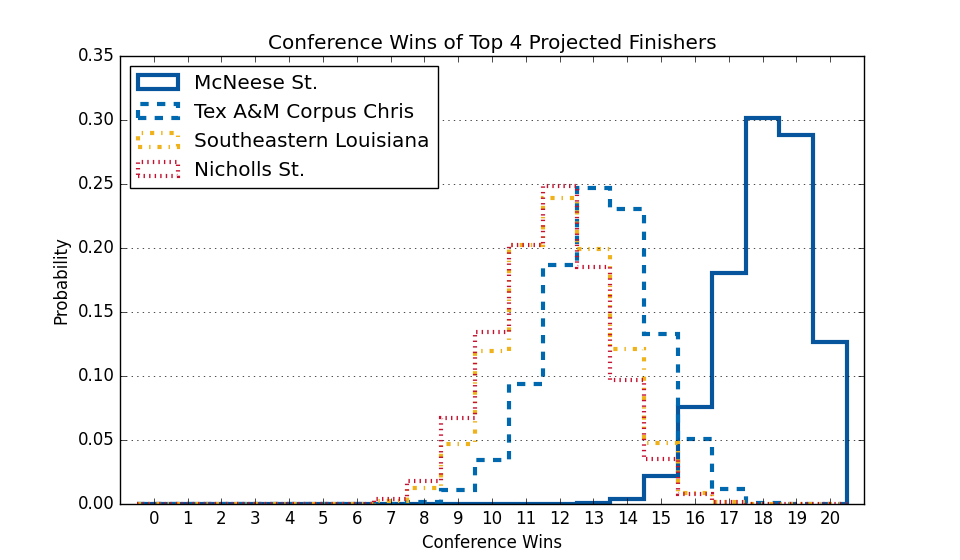 Conference Wins of Top 4 Projected Finishers
0.35
0.30
0.25
0.20
0.15
0.10
0.05
0.00
Probability
McNeese St.
Tex A&M Corpus Chris
Southeastern Louisiana
Nicholls St.
0 1 2 3 4 5 6 7 8 9 10 11 12 13 14 15 16 17 18 19 20
Conference Wins